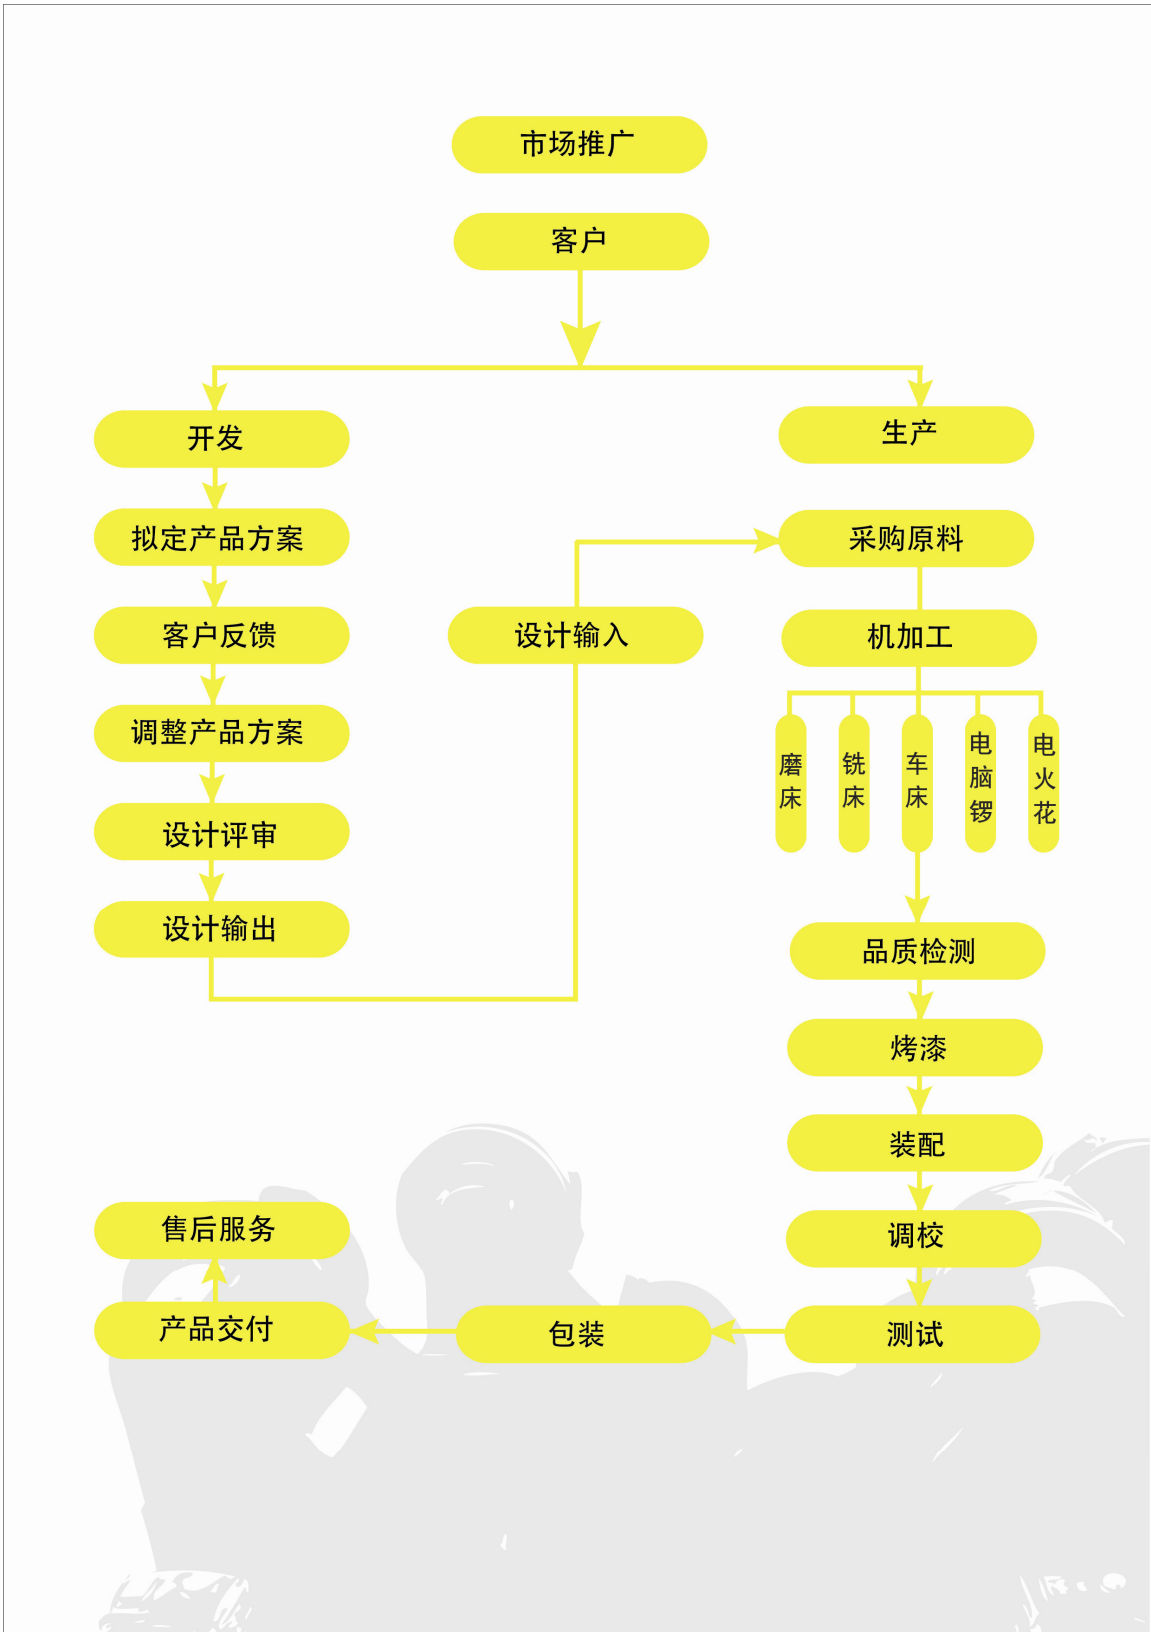 市场推广
客户
开发
生产
拟定产品方案
采购原料
客户反馈
设计输入
机加工
调整产品方案
磨床
铣床
车床
电脑锣
电火花
设计评审
设计输出
品质检测
烤漆
装配
售后服务
调校
产品交付
包装
测试